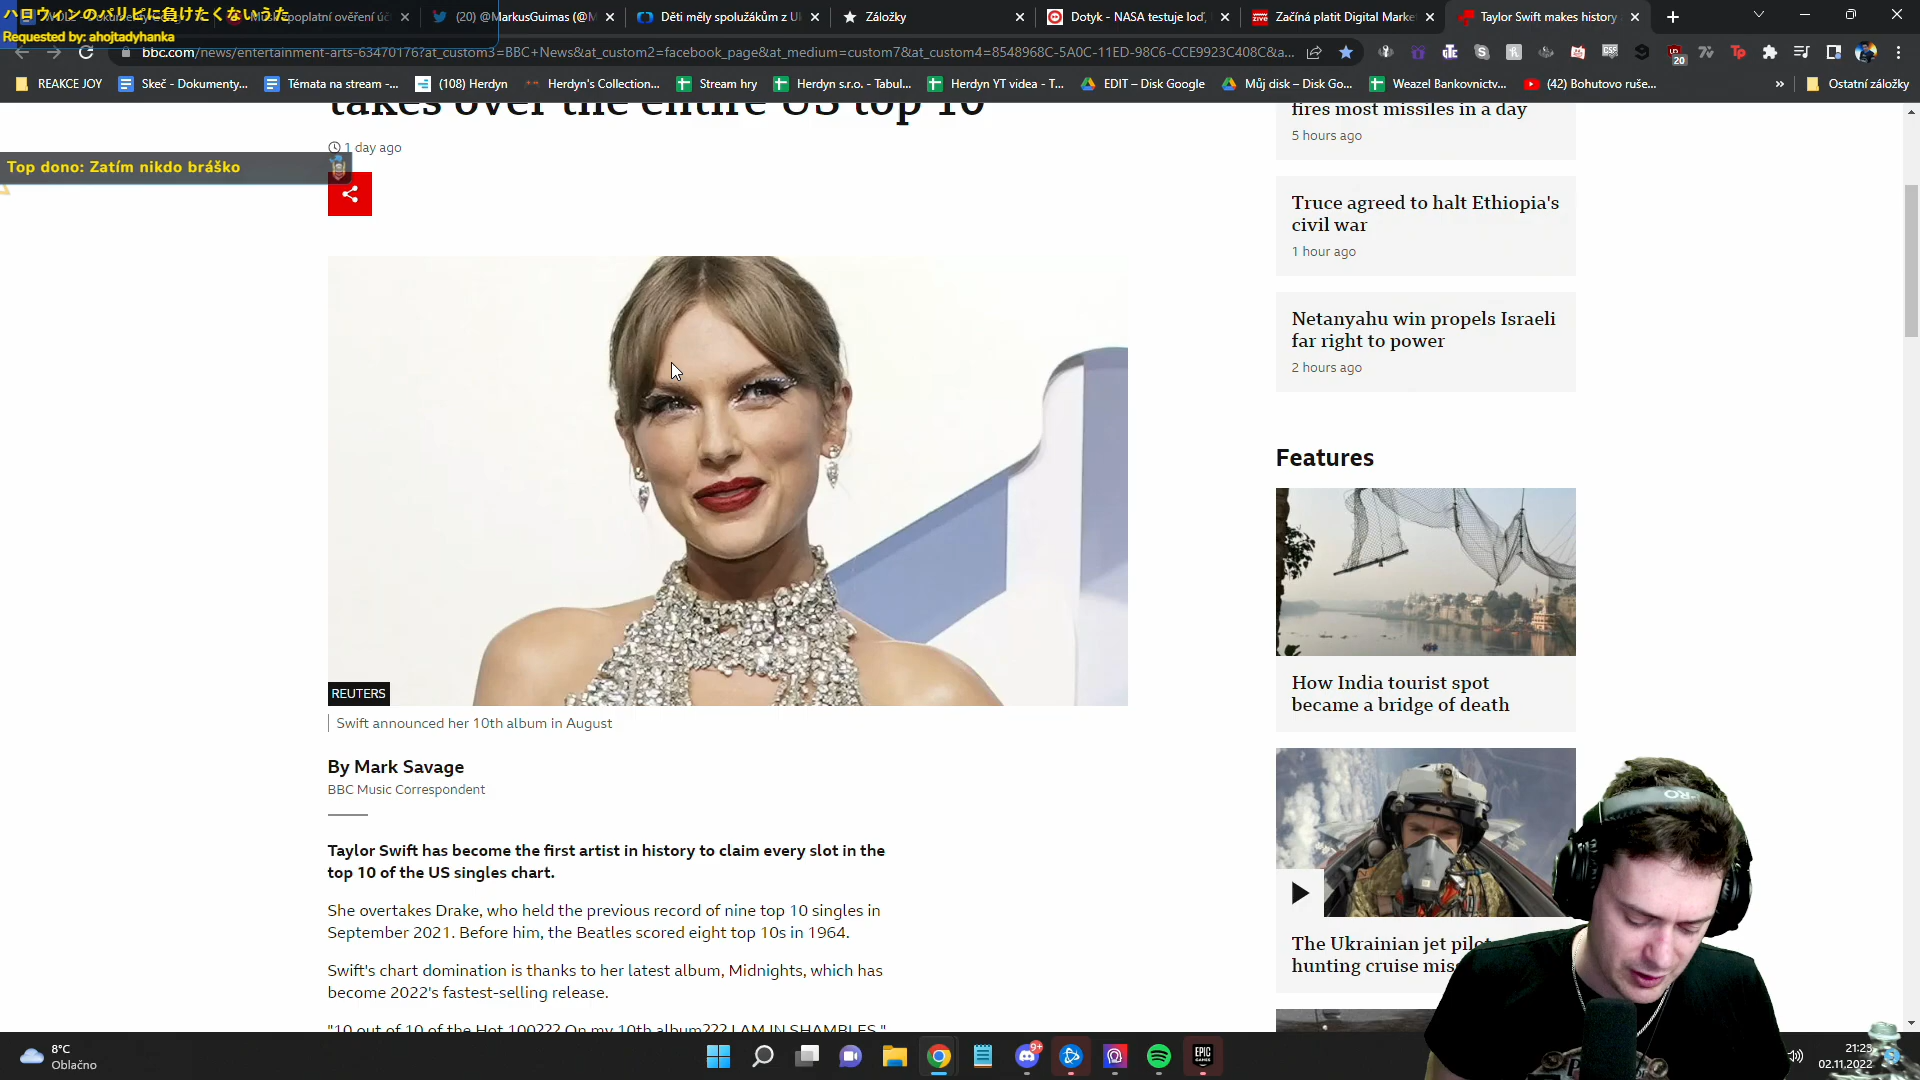 ハロウィンのパリピに負けたくないうた
Requested by: ahojtadyhanka
poplatní ověření úč
(20) @MarkusGuimas (@M
Děti měly spolužákům z U
Záložky
Dotyk - NASA testuje loď,
Začíná platit Digital Marke
Taylor Swift makes history
bbc.com/news/entertainment-arts-63470176?at_custom3=BBC+News&at_custom2=facebook_page&at_medium=custom7&at_custom4=8548968C-5A0C-11ED-98C6-CCE9923C408C&a...
20
REAKCE JOY
Skeč - Dokumenty...
Témata na stream -...
(108) Herdyn
Herdyn's Collection...
Stream hry
Herdyn s.r.o. - Tabul...
Herdyn YT videa - T...
EDIT – Disk Google
Můj disk – Disk Go...
Weazel Bankovnictv...
(42) Bohutovo ruše...
»
Ostatní záložky
takes over the entire US top 10
1 day ago
Top dono: Zatím nikdo bráško
REUTERS
Swift announced her 10th album in August
By Mark Savage
BBC Music Correspondent
Taylor Swift has become the first artist in history to claim every slot in the
top 10 of the US singles chart.
She overtakes Drake, who held the previous record of nine top 10 singles in
September 2021. Before him, the Beatles scored eight top 10s in 1964.
Swift's chart domination is thanks to her latest album, Midnights, which has
become 2022's fastest-selling release.
"10 out of 10 of the Hot 100??? On my 10th album??? I AM IN SHAMBLES,"
fires most missiles in a day
5 hours ago
Truce agreed to halt Ethiopia's
civil war
1 hour ago
Netanyahu win propels Israeli
far right to power
2 hours ago
Features
How India tourist spot
became a bridge of death
The Ukrainian jet pilot
hunting cruise mis
8°C
Oblačno
9+
EPIC
GAMES
21:23
02.11.2022